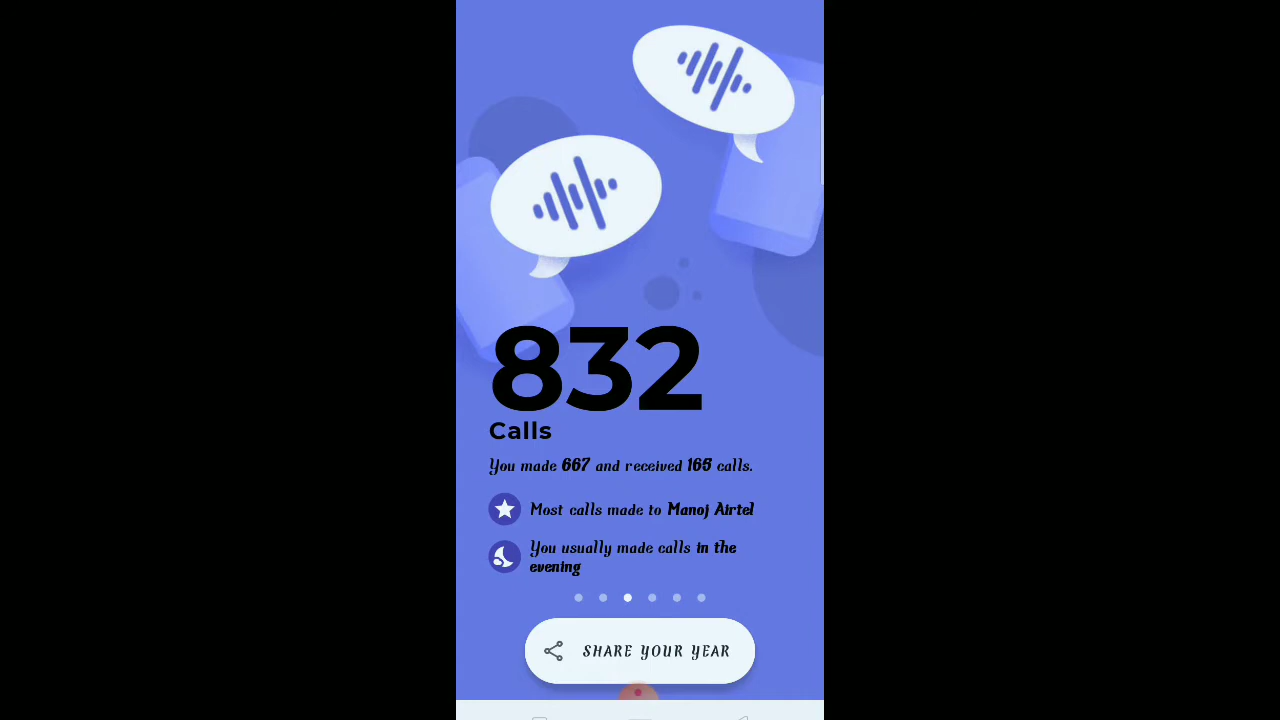 832
Calls
You made 667 and received 165 calls.
Most calls made to Manoj Airtel
You usually made calls in the
evening
SHARE YOUR YEAR